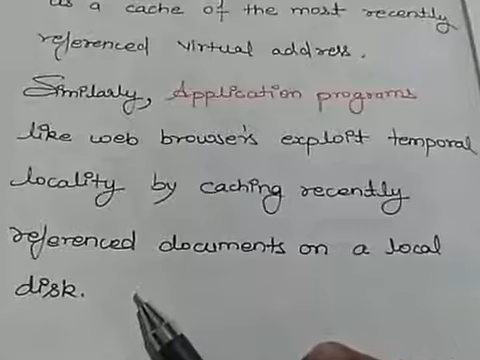 as a cache of the most recently
referenced virtual address.
Similarly, Application programs
like web browser's exploit temporal
locality by caching recently
referenced documents on a local
disk.